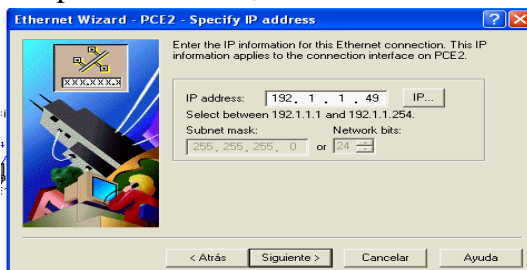 Ethernet Wizard - PCE2 - Specify IP address
Enter the IP information for this Ethernet connection. This IP
information applies to the connection interface on PCE2.
XXX.XXX.X
IP address: 192 . 1 . 1 . 49 IP...
Select between 192.1.1.1 and 192.1.1.254.
Subnet mask: Network bits:
255 . 255 . 255 . 0 or 24
< Atrás Siguiente > Cancelar Ayuda